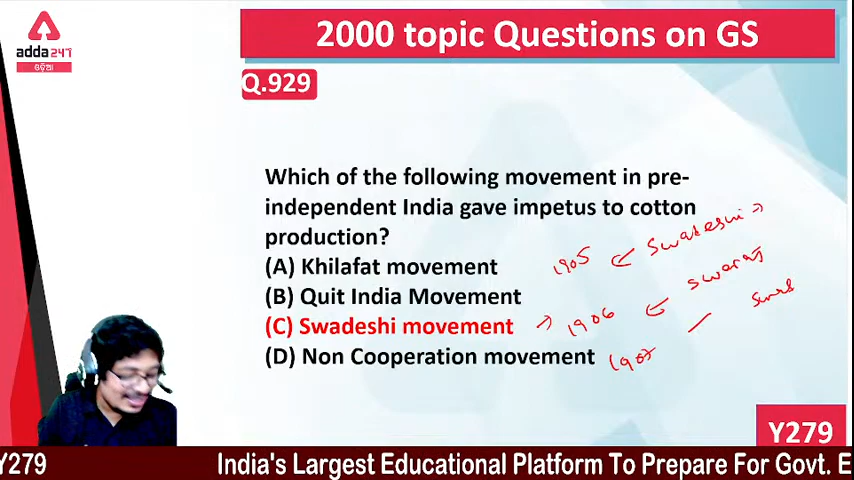 2000 topic Questions on GS
adda247
ଓଡ଼ିଆ
Q.929
Which of the following movement in pre-
independent India gave impetus to cotton
production?
(A) Khilafat movement
(B) Quit India Movement
(C) Swadeshi movement
(D) Non Cooperation movement
1905 Swadeshi
1906 Swaraj
1907
Y279
Y279 India's Largest Educational Platform To Prepare For Govt. E